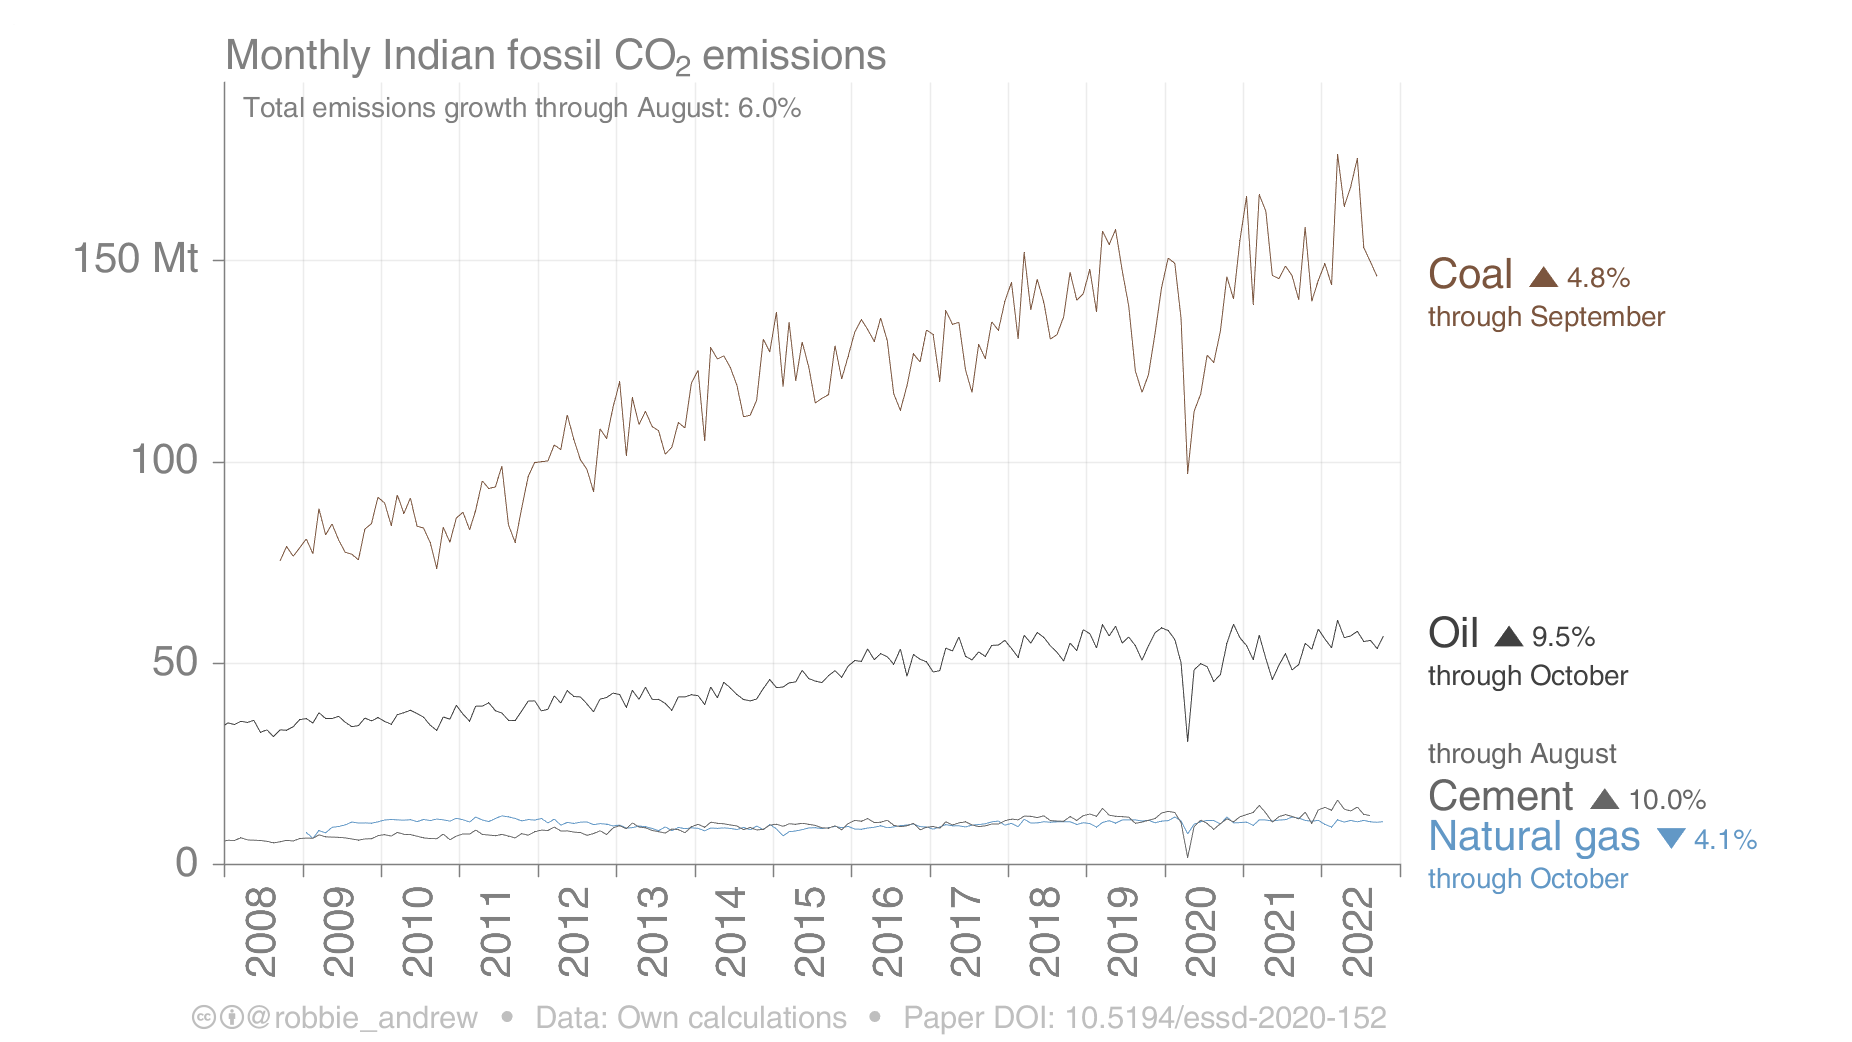 Monthly Indian fossil CO₂ emissions
Total emissions growth through August: 6.0%
150 Mt
100
50
0
2008 2009 2010 2011 2012 2013 2014 2015 2016 2017 2018 2019 2020 2021 2022
Coal ▲ 4.8%
through September
Oil ▲ 9.5%
through October
through August
Cement ▲ 10.0%
Natural gas ▼ 4.1%
through October
@robbie_andrew • Data: Own calculations • Paper DOI: 10.5194/essd-2020-152